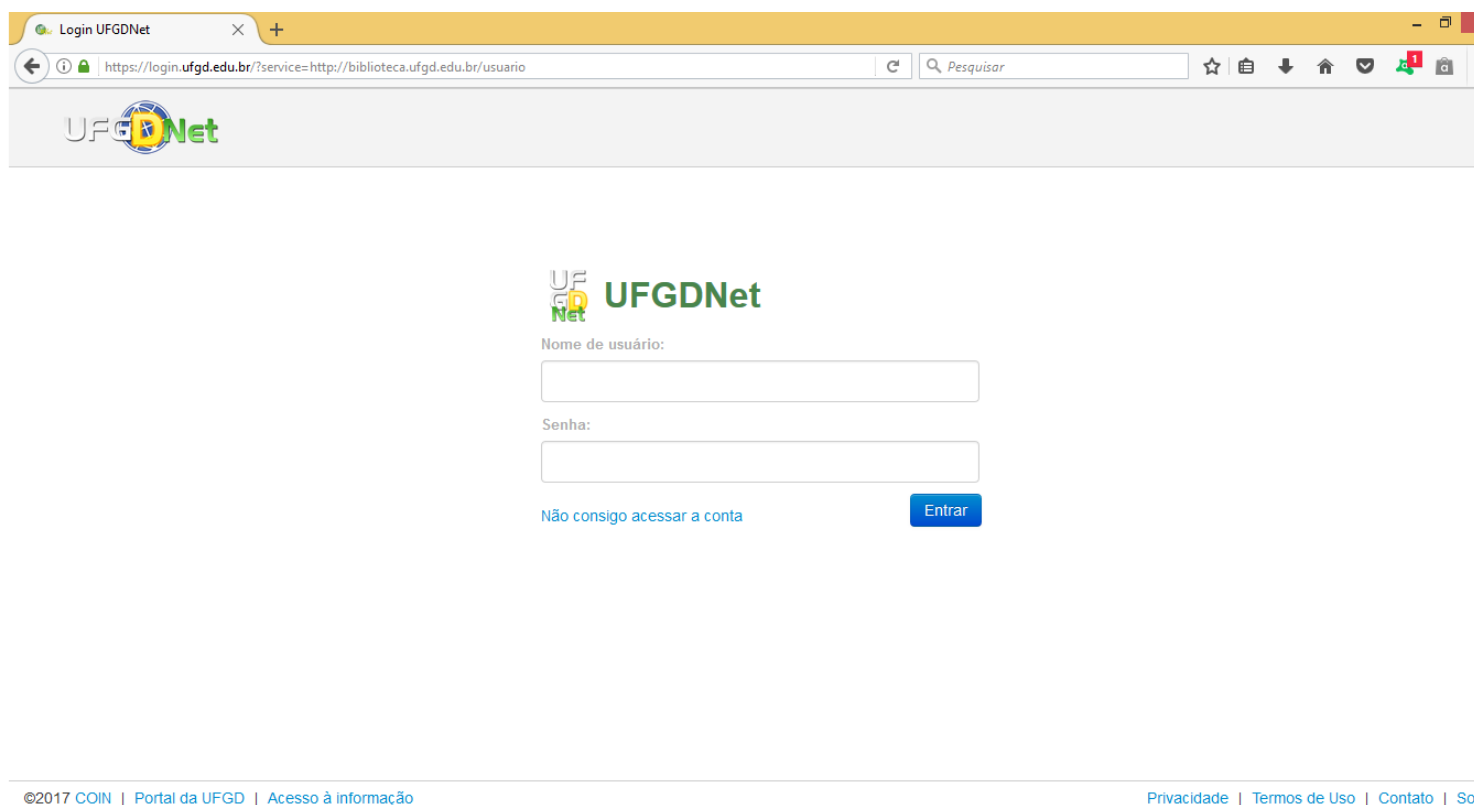 Login UFGDNet
https://login.ufgd.edu.br/?service=http://biblioteca.ufgd.edu.br/usuario
Pesquisar
1
UFGDNet
UFGDNet
UFGDNet
Nome de usuário:
Senha:
Não consigo acessar a conta
Entrar
©2017 COIN | Portal da UFGD | Acesso à informação
Privacidade | Termos de Uso | Contato |